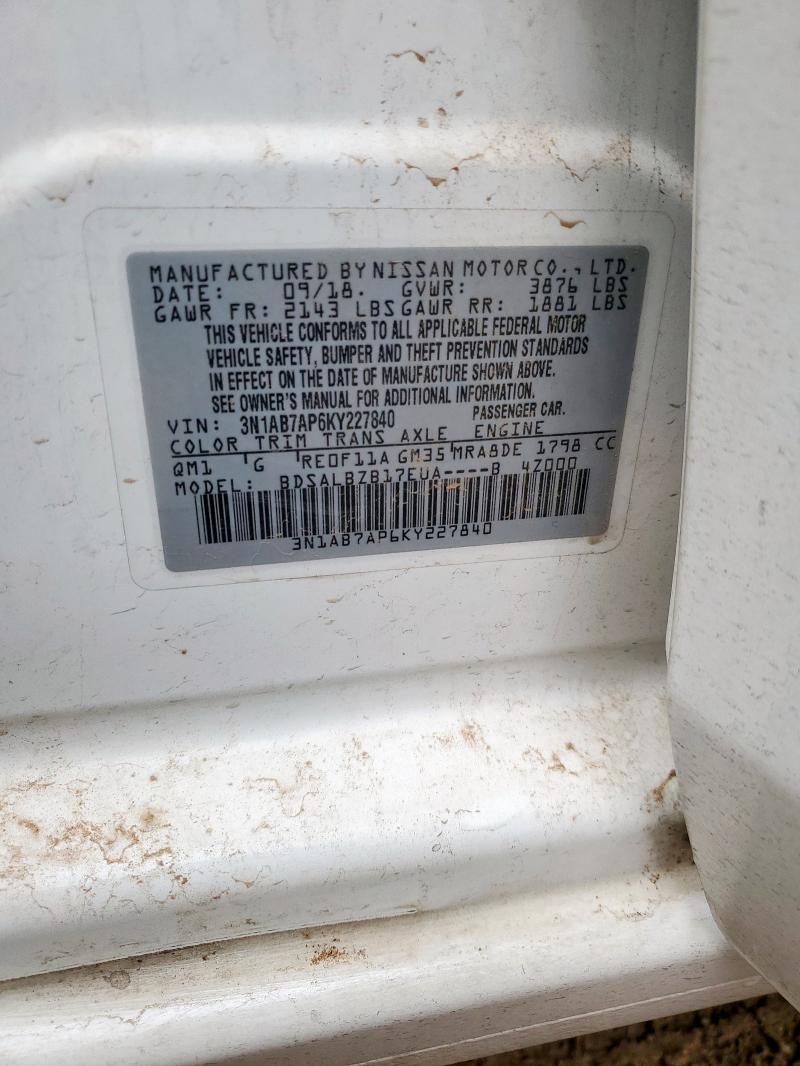 MANUFACTURED BY NISSAN MOTOR CO., LTD.
DATE: 09/18. GVWR: 3876 LBS
GAWR FR: 2143 LBS GAWR RR: 1881 LBS
THIS VEHICLE CONFORMS TO ALL APPLICABLE FEDERAL MOTOR
VEHICLE SAFETY, BUMPER AND THEFT PREVENTION STANDARDS
IN EFFECT ON THE DATE OF MANUFACTURE SHOWN ABOVE.
SEE OWNER'S MANUAL FOR ADDITIONAL INFORMATION.
VIN: 3N1AB7AP6KY227840 PASSENGER CAR.
COLOR TRIM TRANS AXLE ENGINE
QM1 G RE0F11A GM35 MRA8DE 1798 CC
MODEL: BDSALBZB17EUA----B 4Z000
3N1AB7AP6KY227840